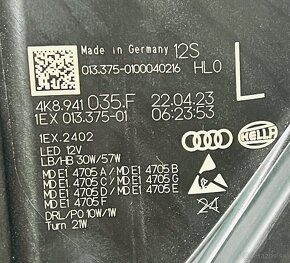 Made in Germany 12S
013.375-0100040216 HL0
L
4K8.941 035.F 22.04.23
1EX 013.375-01 06:23:53
1EX.2402
LED 12V
LB/HB 30W/57W
HELLA
MD E1 4705 A / MD E1 4705 B
MD E1 4705 C / MD E1 4705 G
MD E1 4705 D / MD E1 4705 E
MD E1 4705 F
24
DRL/PO 10W/1W
Turn 21W